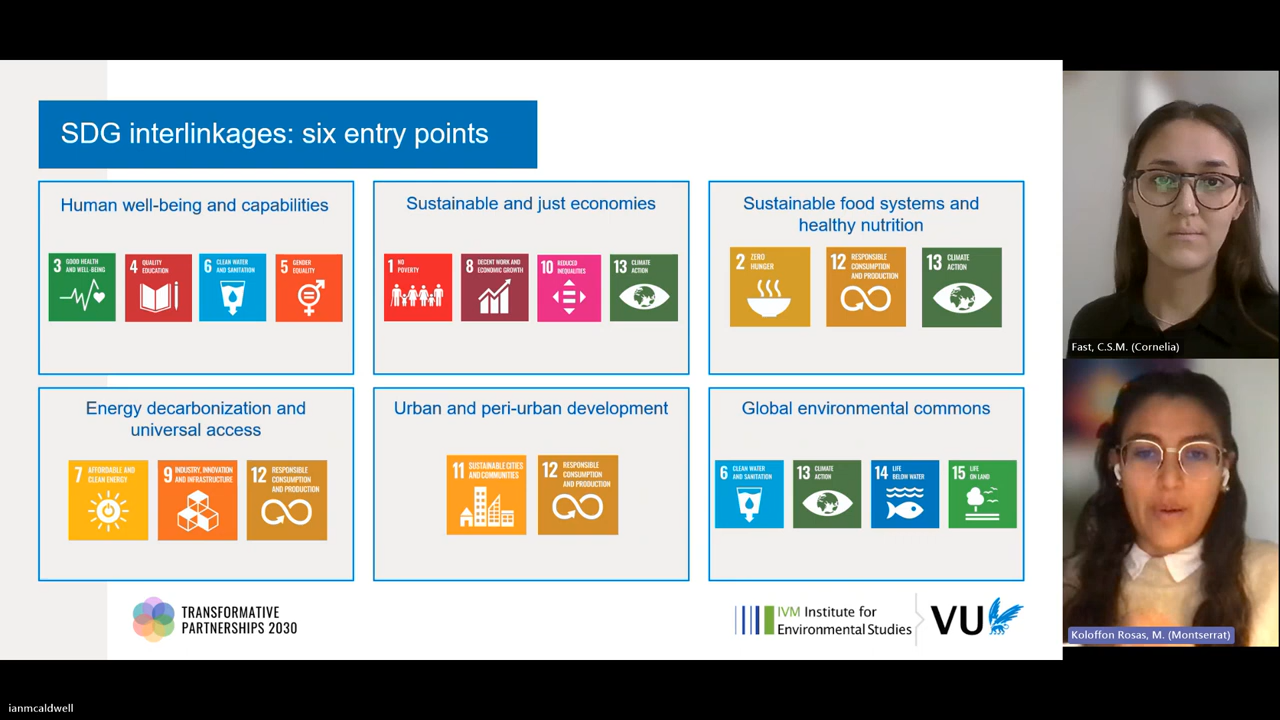 SDG interlinkages: six entry points
Human well-being and capabilities
3 GOOD HEALTH
AND WELL-BEING
4 QUALITY
EDUCATION
6 CLEAN WATER
AND SANITATION
5 GENDER
EQUALITY
Sustainable and just economies
1 NO
POVERTY
8 DECENT WORK AND
ECONOMIC GROWTH
10 REDUCED
INEQUALITIES
13 CLIMATE
ACTION
Sustainable food systems and
healthy nutrition
2 ZERO
HUNGER
12 RESPONSIBLE
CONSUMPTION
AND PRODUCTION
13 CLIMATE
ACTION
Energy decarbonization and
universal access
7 AFFORDABLE AND
CLEAN ENERGY
9 INDUSTRY, INNOVATION
AND INFRASTRUCTURE
12 RESPONSIBLE
CONSUMPTION
AND PRODUCTION
Urban and peri-urban development
11 SUSTAINABLE CITIES
AND COMMUNITIES
12 RESPONSIBLE
CONSUMPTION
AND PRODUCTION
Global environmental commons
6 CLEAN WATER
AND SANITATION
13 CLIMATE
ACTION
14 LIFE
BELOW WATER
15 LIFE
ON LAND
TRANSFORMATIVE
PARTNERSHIPS 2030
IVM Institute for
Environmental Studies
VU
Fast, C.S.M. (Cornelia)
Koloffon Rosas, M. (Montserrat)
ianmcaldwell